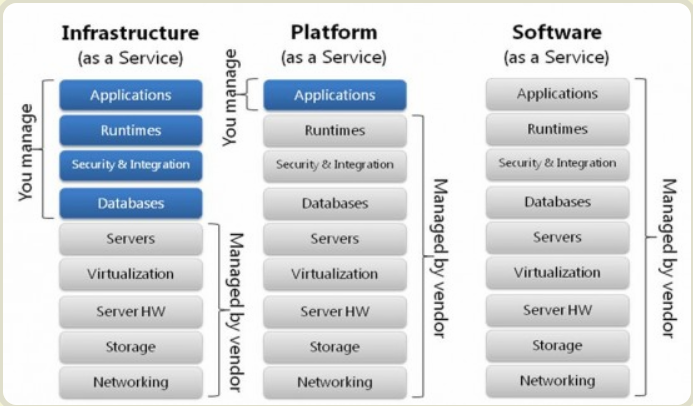 Infrastructure
(as a Service)
You manage
Applications
Runtimes
Security & Integration
Databases
Servers
Virtualization
Server HW
Storage
Networking
Managed by vendor
Platform
(as a Service)
You manage
Applications
Runtimes
Security & Integration
Databases
Servers
Virtualization
Server HW
Storage
Networking
Managed by vendor
Software
(as a Service)
Applications
Runtimes
Security & Integration
Databases
Servers
Virtualization
Server HW
Storage
Networking
Managed by vendor